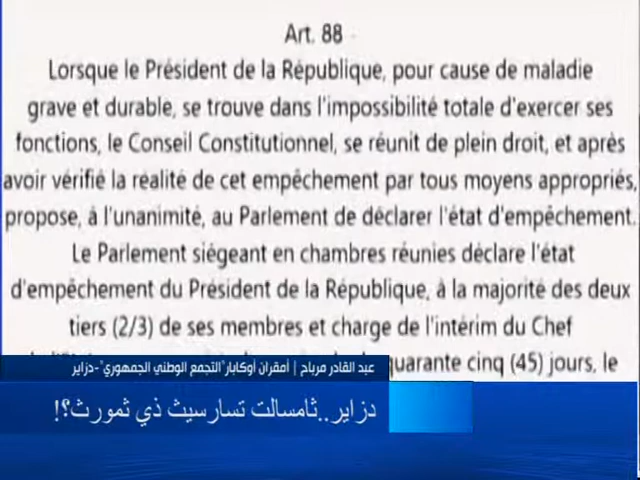 Art. 88
Lorsque le Président de la République, pour cause de maladie
grave et durable, se trouve dans l'impossibilité totale d'exercer ses
fonctions, le Conseil Constitutionnel, se réunit de plein droit, et après
avoir vérifié la réalité de cet empêchement par tous moyens appropriés,
propose, à l'unanimité, au Parlement de déclarer l'état d'empêchement.
Le Parlement siégeant en chambres réunies déclare l'état
d'empêchement du Président de la République, à la majorité des deux
tiers (2/3) de ses membres et charge de l'intérim du Chef
quarante cinq (45) jours, le
عبد القادر مرباح | أمقران أوكابار "التجمع الوطني الجمهوري"-دزاير
دزاير..ثامسالت تسارسيث ذي ثمورث؟!